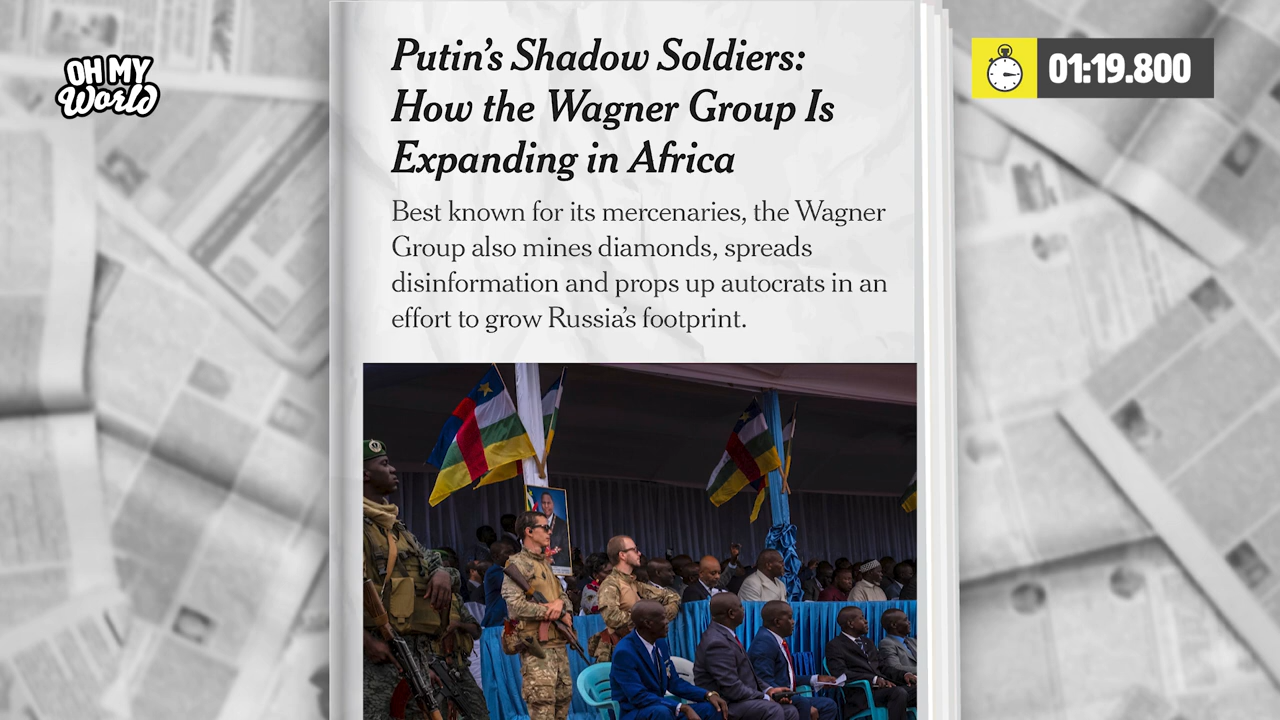 OH MY
World
01:19.800
Putin’s Shadow Soldiers:
How the Wagner Group Is
Expanding in Africa
Best known for its mercenaries, the Wagner
Group also mines diamonds, spreads
disinformation and props up autocrats in an
effort to grow Russia’s footprint.